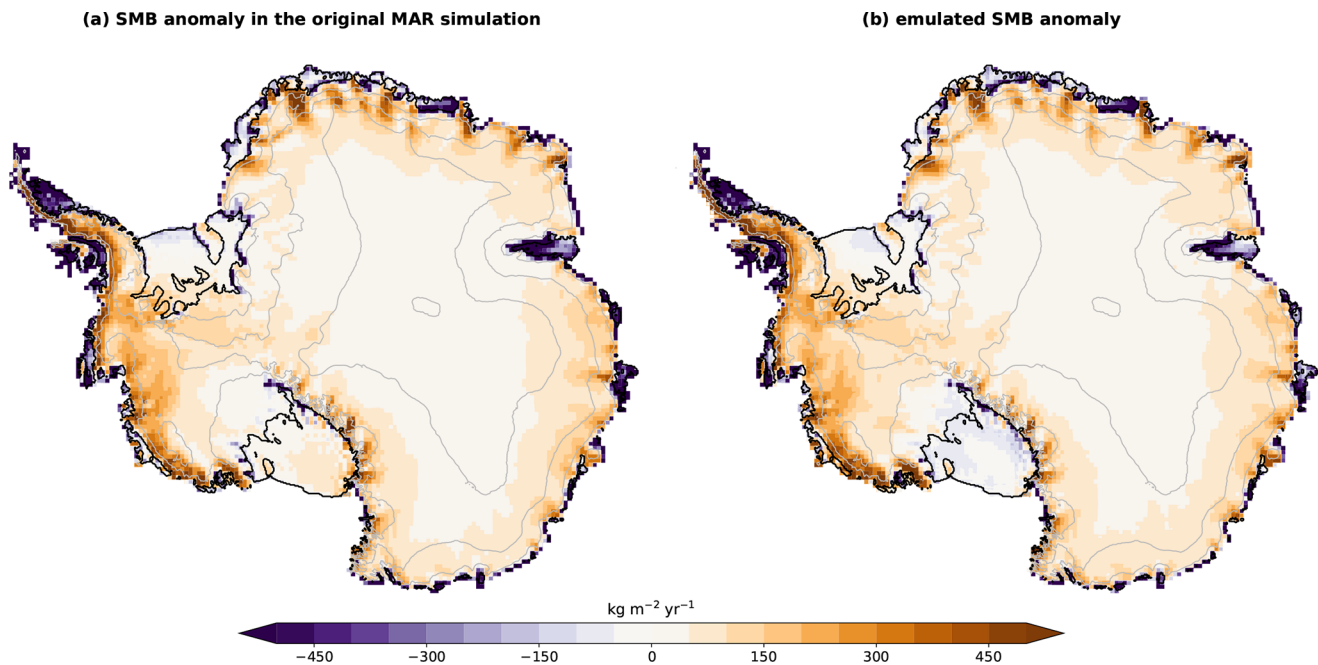 (a) SMB anomaly in the original MAR simulation
(b) emulated SMB anomaly
kg m⁻² yr⁻¹
−450 −300 −150 0 150 300 450